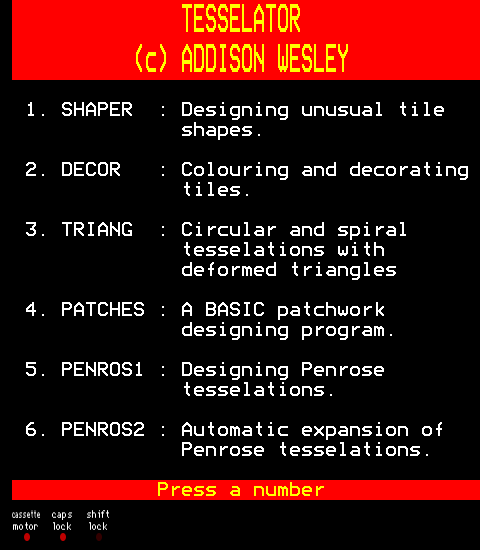 TESSELATOR
(c) ADDISON WESLEY
1. SHAPER : Designing unusual tile
shapes.
2. DECOR : Colouring and decorating
tiles.
3. TRIANG : Circular and spiral
tesselations with
deformed triangles
4. PATCHES : A BASIC patchwork
designing program.
5. PENROS1 : Designing Penrose
tesselations.
6. PENROS2 : Automatic expansion of
Penrose tesselations.
Press a number
cassette caps shift
motor lock lock